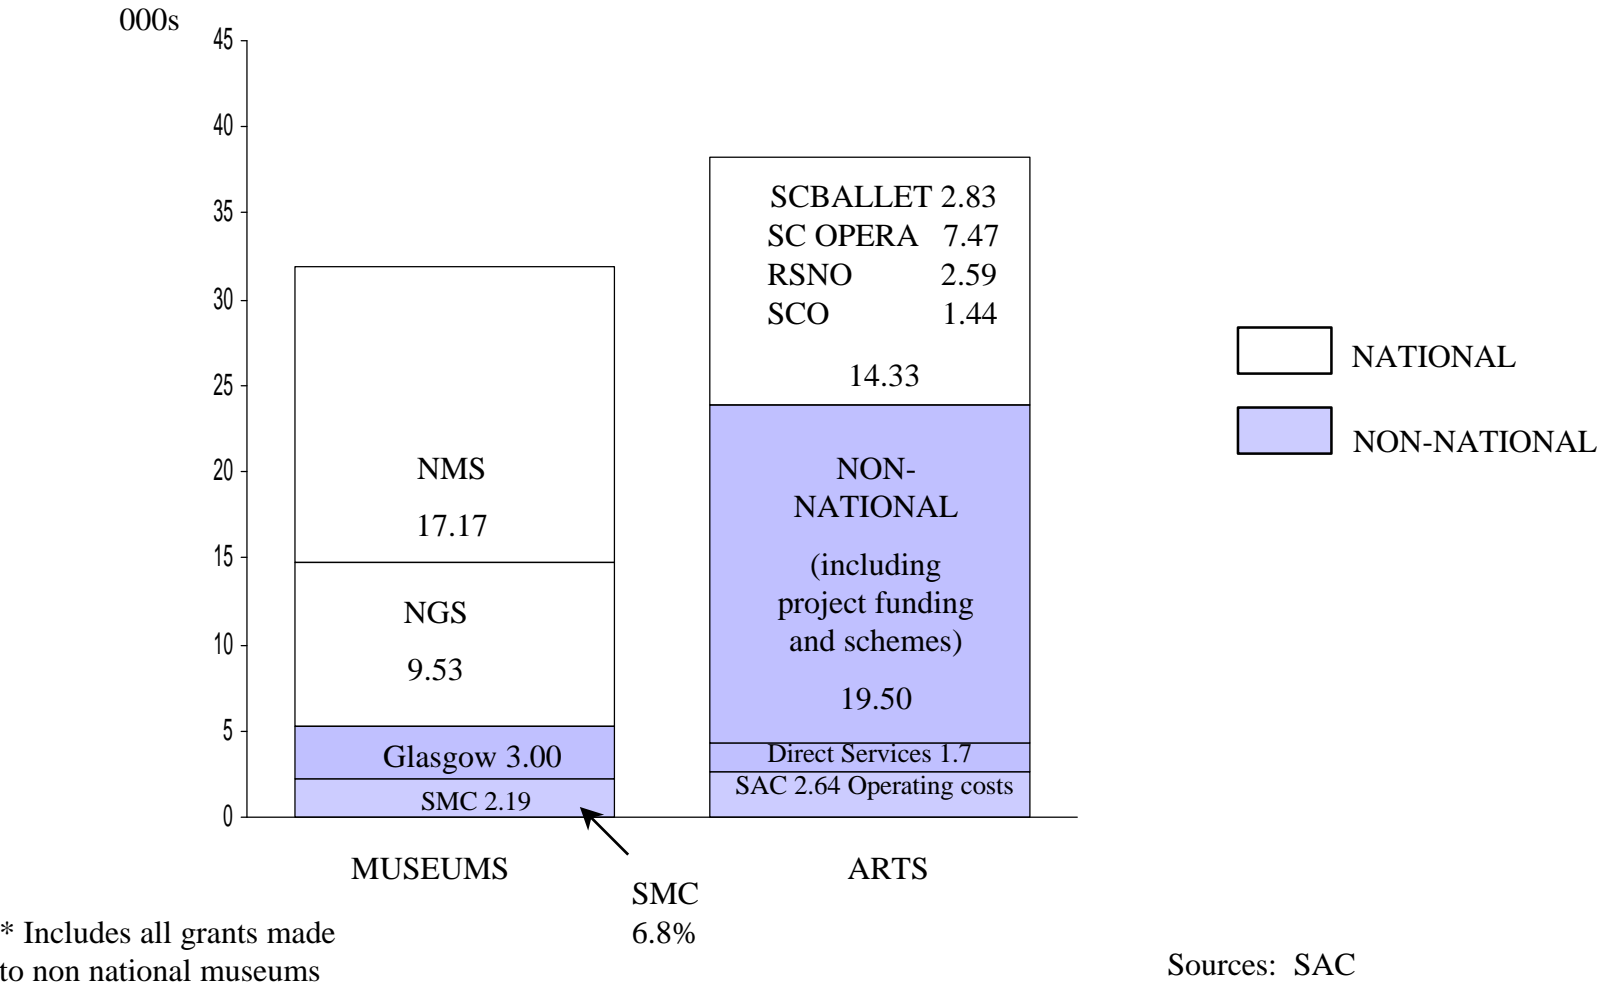 000s
45
40
35
30
25
20
15
10
5
0
NMS
17.17
NGS
9.53
Glasgow 3.00
SMC 2.19
SCBALLET 2.83
SC OPERA 7.47
RSNO 2.59
SCO 1.44
14.33
NON-
NATIONAL
(including
project funding
and schemes)
19.50
Direct Services 1.7
SAC 2.64 Operating costs
MUSEUMS
ARTS
SMC
6.8%
NATIONAL
NON-NATIONAL
* Includes all grants made
to non national museums
Sources: SAC